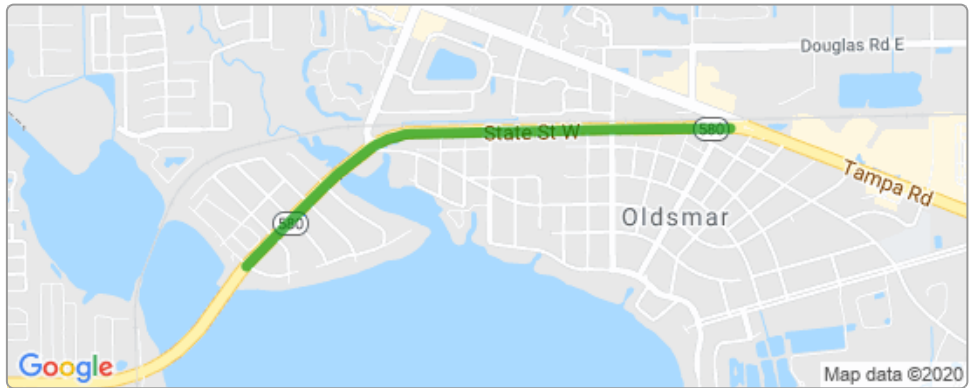 Douglas Rd E
State St W
580
Tampa Rd
Oldsmar
580
Google
Map data ©2020